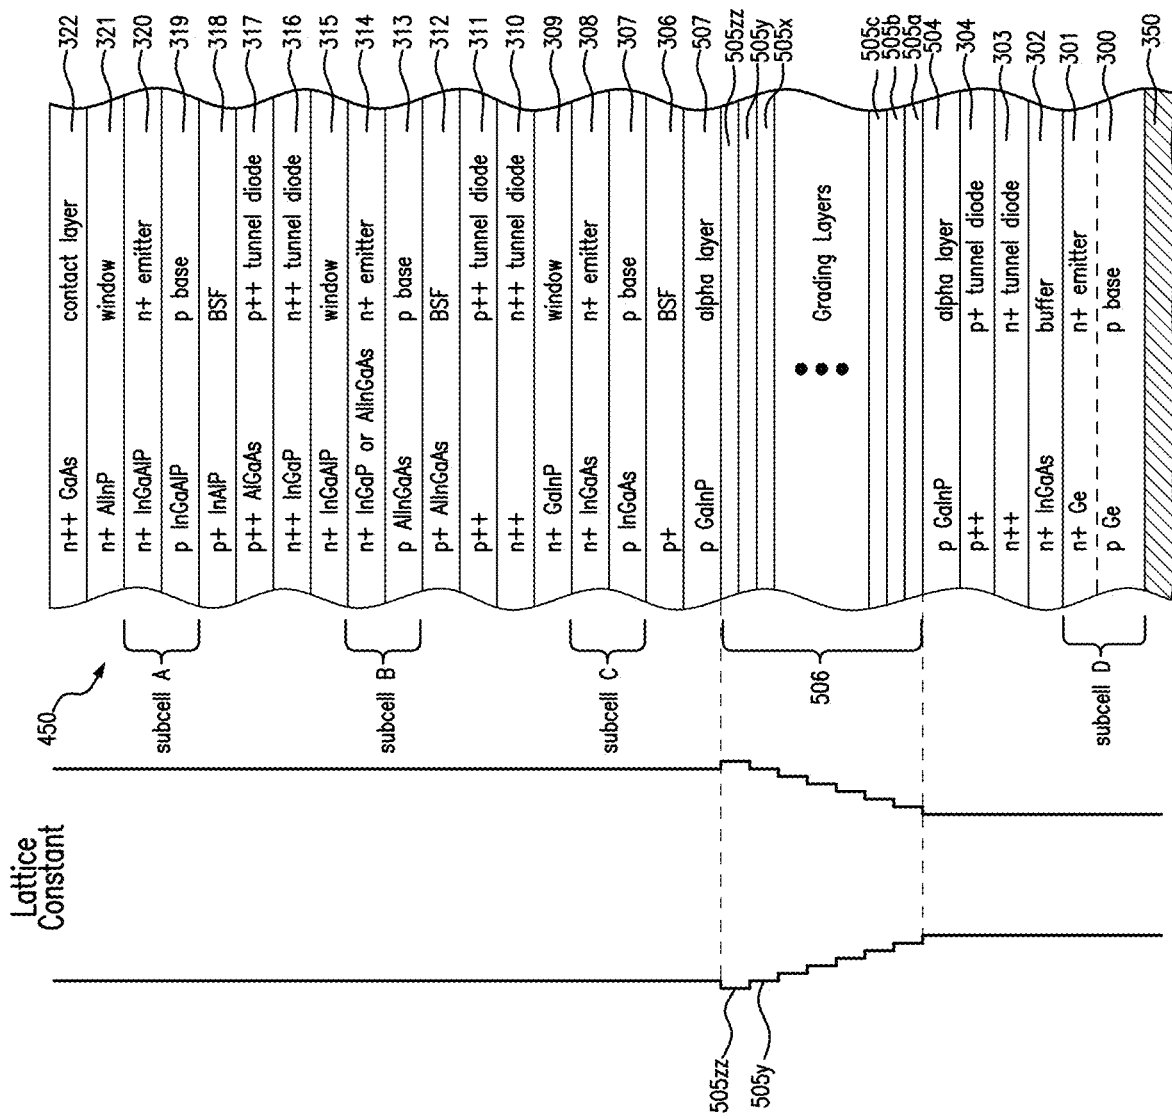 Lattice
Constant
450
n++ GaAs contact layer 322
n+ AlInP window 321
n+ InGaAlP n+ emitter 320
subcell A
p InGaAlP p base 319
p+ InAlP BSF 318
p++ AlGaAs p++ tunnel diode 317
n++ InGaP n++ tunnel diode 316
n+ InGaAlP window 315
n+ InGaP or AlInGaAs n+ emitter 314
subcell B
p AlInGaAs p base 313
p+ AlInGaAs BSF 312
p++ p++ tunnel diode 311
n++ n++ tunnel diode 310
n+ GaInP window 309
n+ InGaAs n+ emitter 308
subcell C
p InGaAs p base 307
p+ BSF 306
p GaInP alpha layer 507
505zz
505y
505x
505zz
505y
506
Grading Layers
505c
505b
505a
p GaInP alpha layer 504
p++ p+ tunnel diode 304
n++ n+ tunnel diode 303
n+ InGaAs buffer 302
n+ Ge n+ emitter 301
subcell D
p Ge p base 300
350